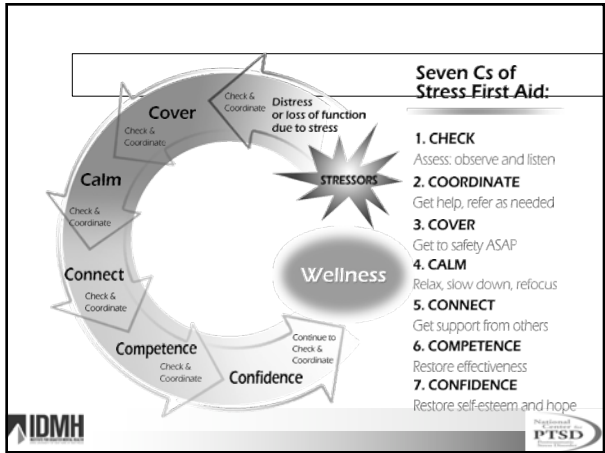 Seven Cs of
Stress First Aid:
1. CHECK
Assess: observe and listen
2. COORDINATE
Get help, refer as needed
3. COVER
Get to safety ASAP
4. CALM
Relax, slow down, refocus
5. CONNECT
Get support from others
6. COMPETENCE
Restore effectiveness
7. CONFIDENCE
Restore self-esteem and hope
STRESSORS
Distress
or loss of function
due to stress
Check &
Coordinate
Cover
Check &
Coordinate
Calm
Check &
Coordinate
Connect
Check &
Coordinate
Competence
Check &
Coordinate
Confidence
Continue to
Check &
Coordinate
Wellness
IDMH
National
Center for
PTSD